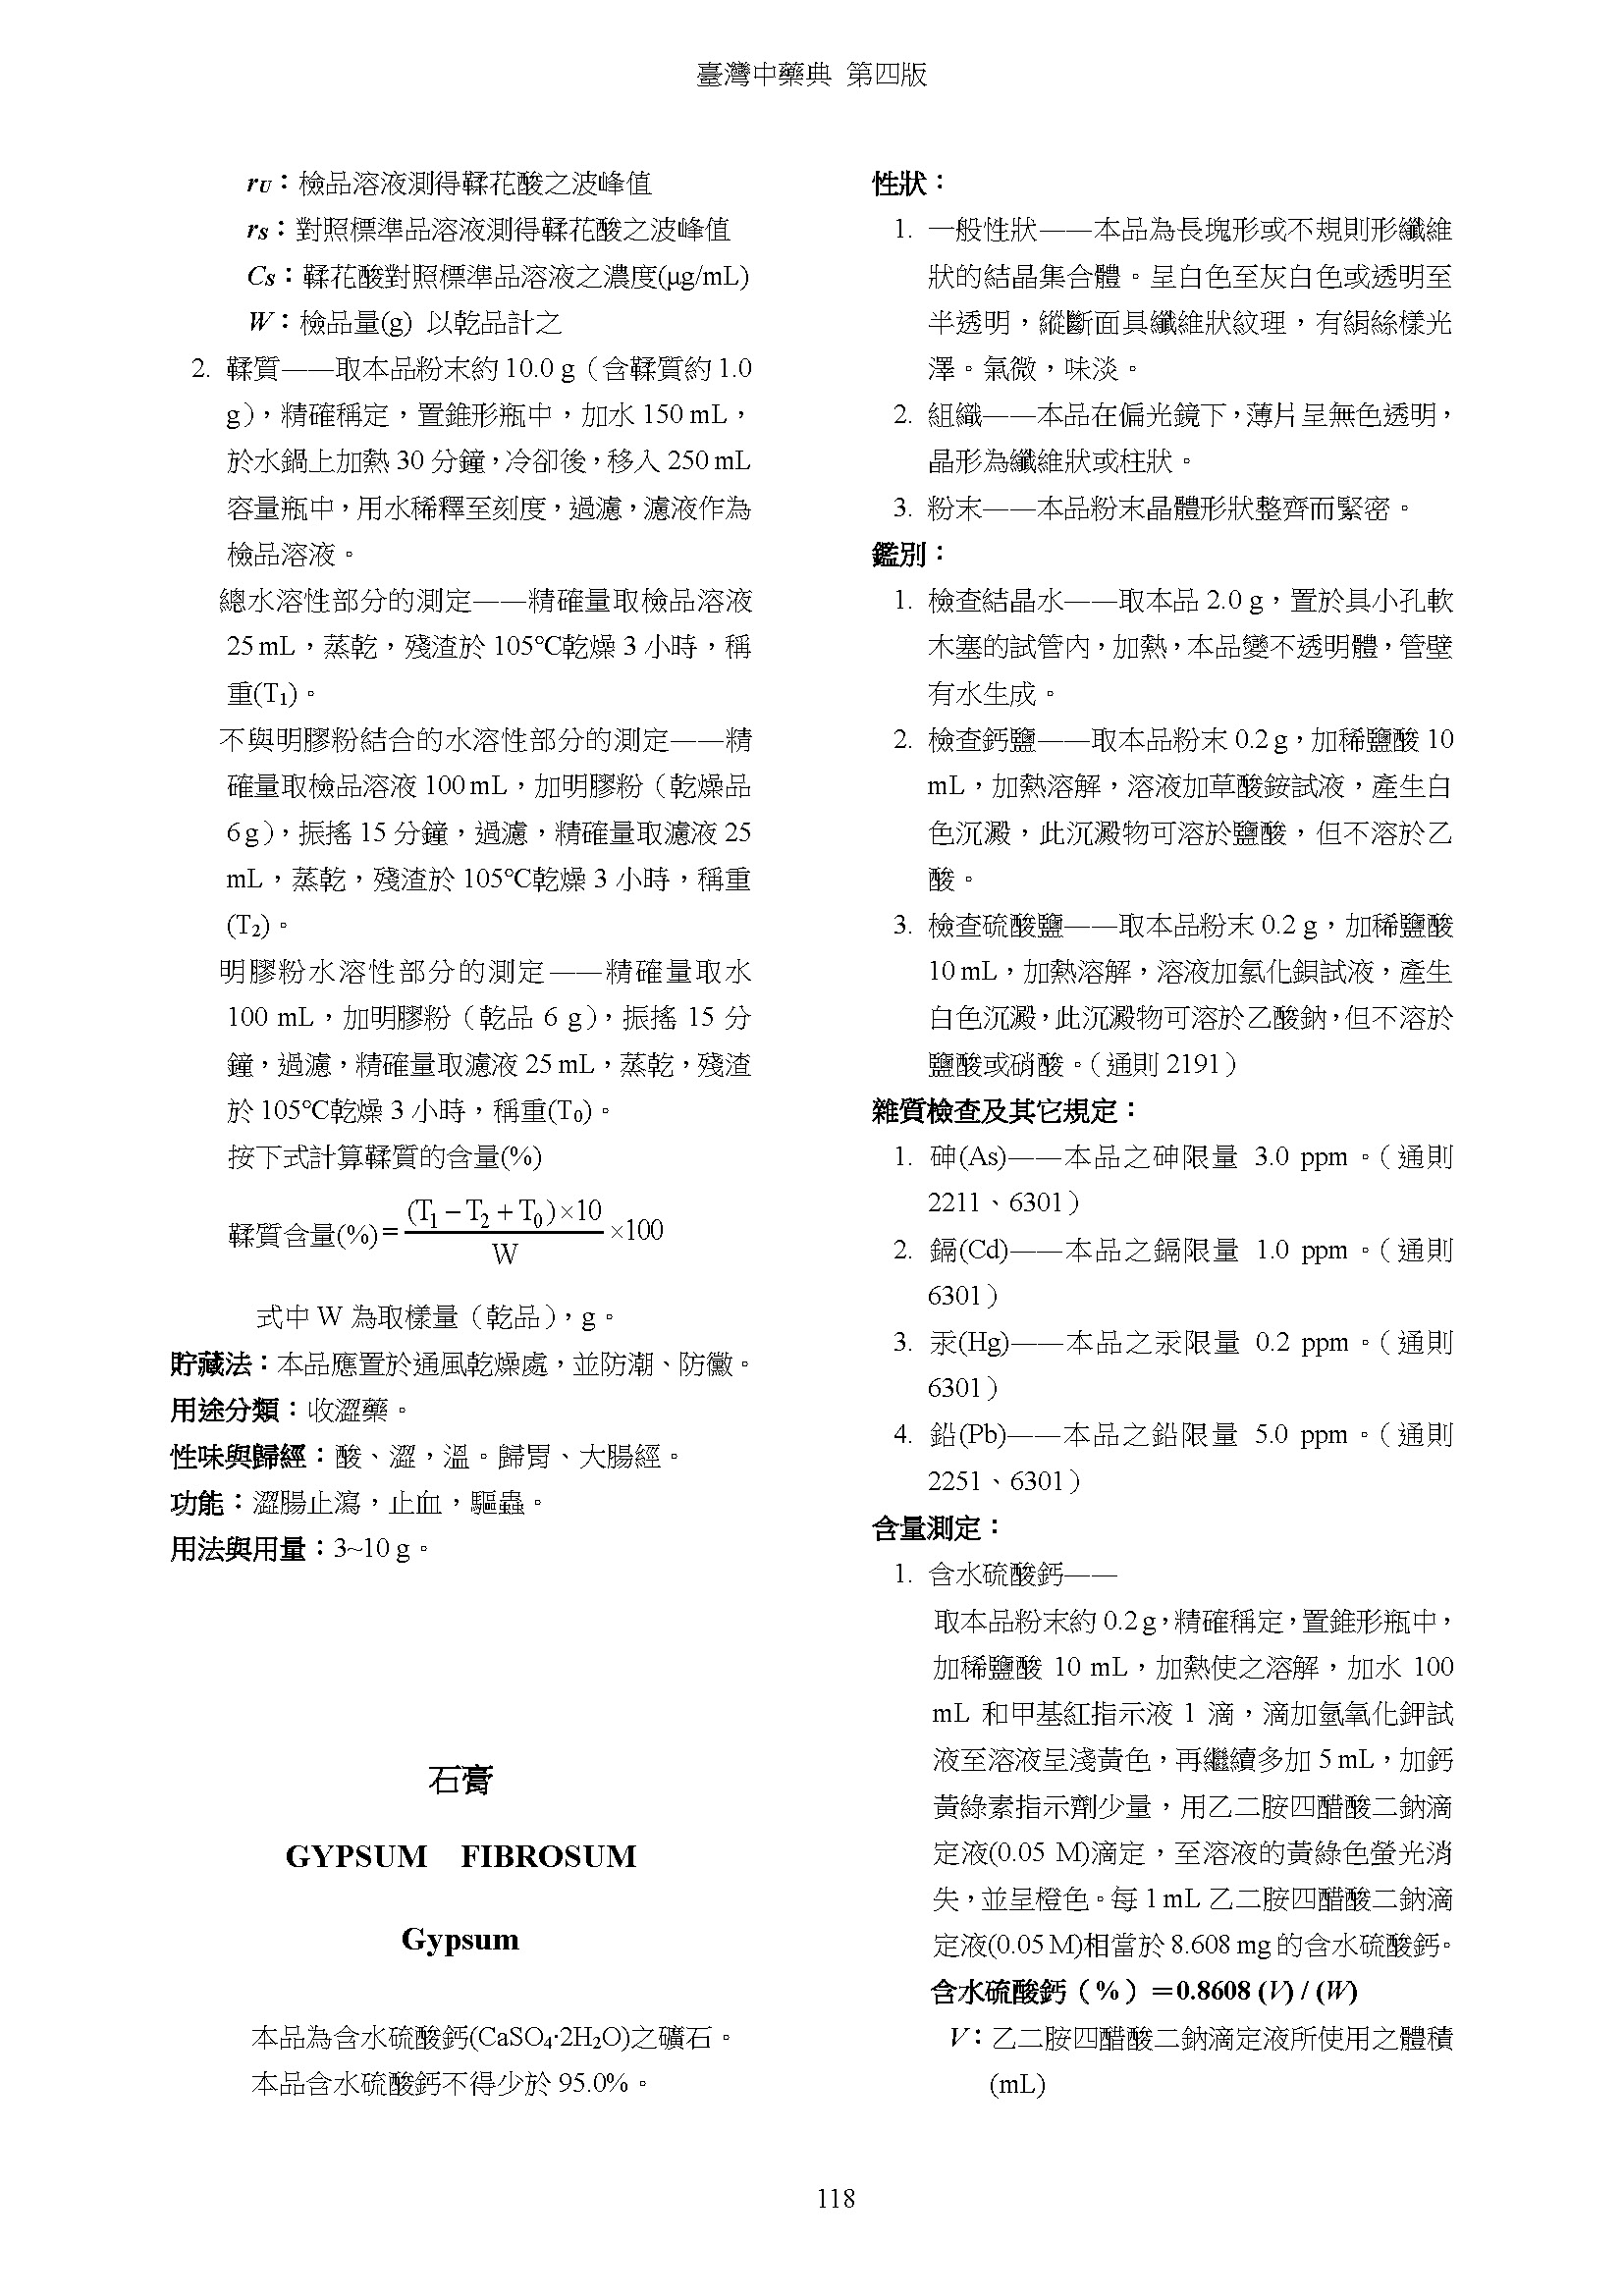 臺灣中藥典 第四版
rU：檢品溶液測得鞣花酸之波峰值
rS：對照標準品溶液測得鞣花酸之波峰值
CS：鞣花酸對照標準品溶液之濃度(μg/mL)
W：檢品量(g) 以乾品計之
2. 鞣質——取本品粉末約 10.0 g（含鞣質約 1.0
g），精確稱定，置錐形瓶中，加水 150 mL，
於水鍋上加熱 30 分鐘，冷卻後，移入 250 mL
容量瓶中，用水稀釋至刻度，過濾，濾液作為
檢品溶液。
總水溶性部分的測定——精確量取檢品溶液
25 mL，蒸乾，殘渣於 105℃乾燥 3 小時，稱
重(T₁)。
不與明膠粉結合的水溶性部分的測定——精
確量取檢品溶液 100 mL，加明膠粉（乾燥品
6 g），振搖 15 分鐘，過濾，精確量取濾液 25
mL，蒸乾，殘渣於 105℃乾燥 3 小時，稱重
(T₂)。
明膠粉水溶性部分的測定——精確量取水
100 mL，加明膠粉（乾品 6 g），振搖 15 分
鐘，過濾，精確量取濾液 25 mL，蒸乾，殘渣
於 105℃乾燥 3 小時，稱重(T₀)。
按下式計算鞣質的含量(%)
鞣質含量(%)= (T₁－T₂＋T₀)×10 / W ×100
式中 W 為取樣量（乾品），g。
貯藏法：本品應置於通風乾燥處，並防潮、防黴。
用途分類：收澀藥。
性味與歸經：酸、澀，溫。歸胃、大腸經。
功能：澀腸止瀉，止血，驅蟲。
用法與用量：3~10 g。
石膏
GYPSUM FIBROSUM
Gypsum
本品為含水硫酸鈣(CaSO₄·2H₂O)之礦石。
本品含水硫酸鈣不得少於 95.0%。
性狀：
1. 一般性狀——本品為長塊形或不規則形纖維
狀的結晶集合體。呈白色至灰白色或透明至
半透明，縱斷面具纖維狀紋理，有絹絲樣光
澤。氣微，味淡。
2. 組織——本品在偏光鏡下，薄片呈無色透明，
晶形為纖維狀或柱狀。
3. 粉末——本品粉末晶體形狀整齊而緊密。
鑑別：
1. 檢查結晶水——取本品 2.0 g，置於具小孔軟
木塞的試管內，加熱，本品變不透明體，管壁
有水生成。
2. 檢查鈣鹽——取本品粉末 0.2 g，加稀鹽酸 10
mL，加熱溶解，溶液加草酸銨試液，產生白
色沉澱，此沉澱物可溶於鹽酸，但不溶於乙
酸。
3. 檢查硫酸鹽——取本品粉末 0.2 g，加稀鹽酸
10 mL，加熱溶解，溶液加氯化鋇試液，產生
白色沉澱，此沉澱物可溶於乙酸鈉，但不溶於
鹽酸或硝酸。（通則 2191）
雜質檢查及其它規定：
1. 砷(As)——本品之砷限量 3.0 ppm。（通則
2211、6301）
2. 鎘(Cd)——本品之鎘限量 1.0 ppm。（通則
6301）
3. 汞(Hg)——本品之汞限量 0.2 ppm。（通則
6301）
4. 鉛(Pb)——本品之鉛限量 5.0 ppm。（通則
2251、6301）
含量測定：
1. 含水硫酸鈣——
取本品粉末約 0.2 g，精確稱定，置錐形瓶中，
加稀鹽酸 10 mL，加熱使之溶解，加水 100
mL 和甲基紅指示液 1 滴，滴加氫氧化鉀試
液至溶液呈淺黃色，再繼續多加 5 mL，加鈣
黃綠素指示劑少量，用乙二胺四醋酸二鈉滴
定液(0.05 M)滴定，至溶液的黃綠色螢光消
失，並呈橙色。每 1 mL 乙二胺四醋酸二鈉滴
定液(0.05 M)相當於 8.608 mg 的含水硫酸鈣。
含水硫酸鈣（%）＝0.8608 (V) / (W)
V：乙二胺四醋酸二鈉滴定液所使用之體積
(mL)
118